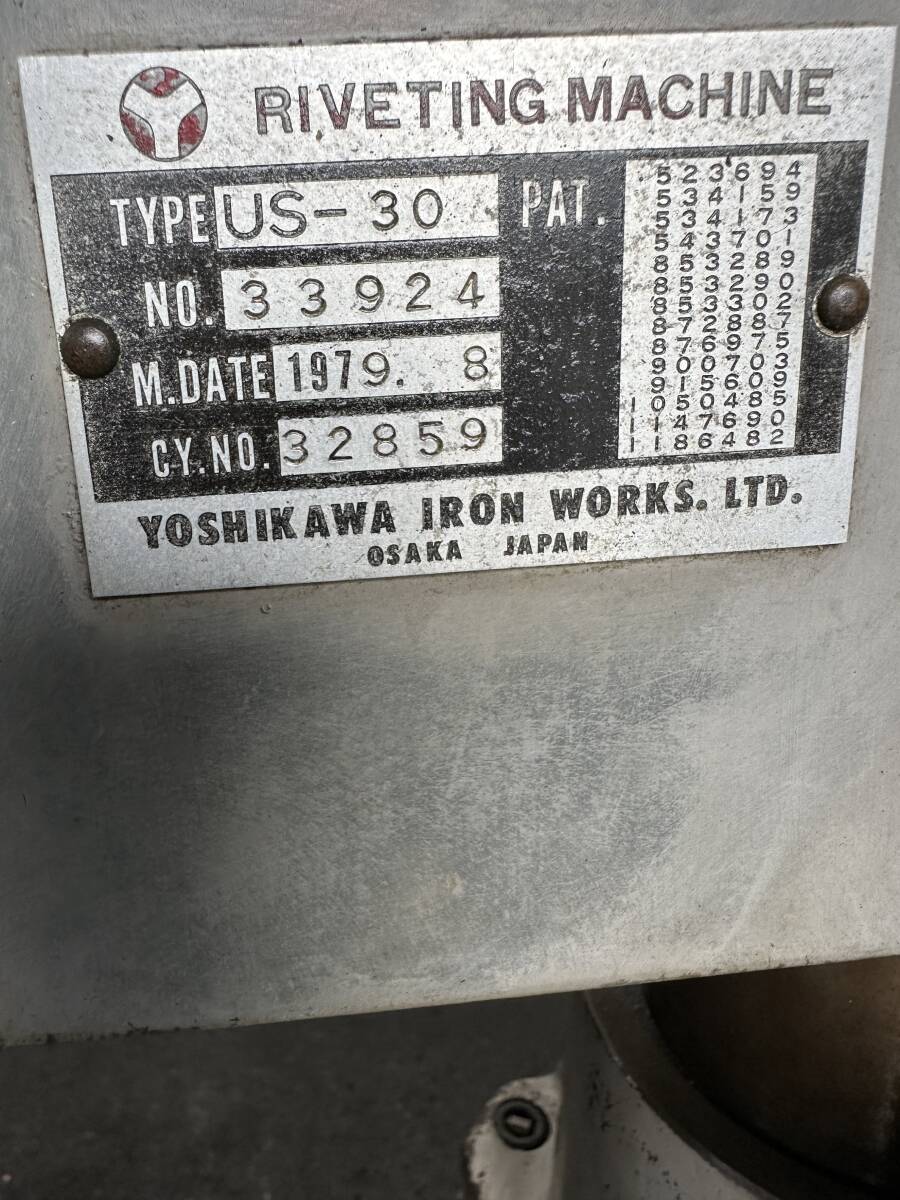 RIVETING MACHINE
TYPE US-30
NO. 33924
M.DATE 1979. 8
CY.NO. 32859
PAT. 523694
534159
534173
543701
853289
853290
853302
872887
876975
900703
915609
1050485
1147690
1186482
YOSHIKAWA IRON WORKS. LTD.
OSAKA JAPAN